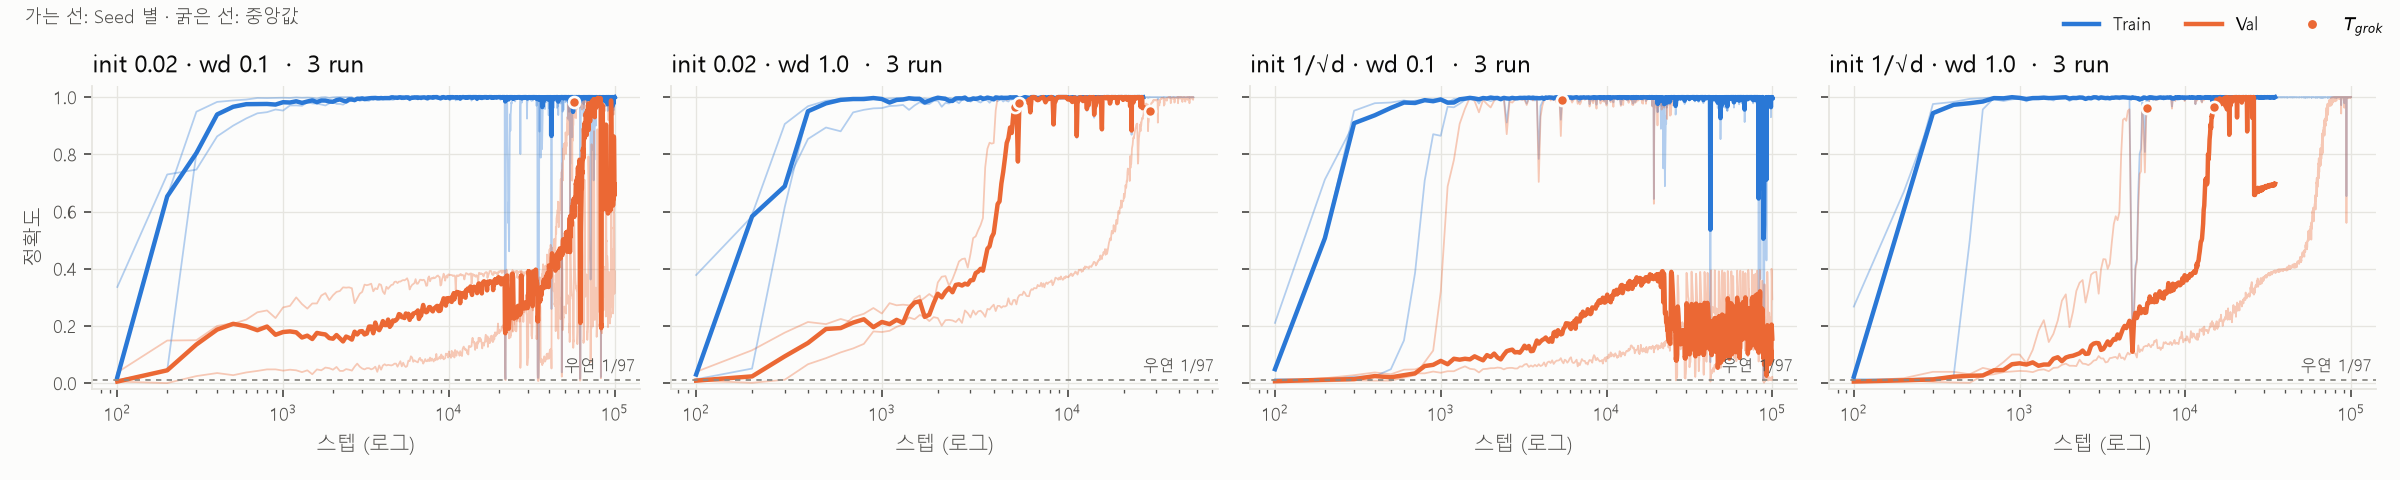 가는 선: Seed 별 · 굵은 선: 중앙값
Train Val T_grok
init 0.02 · wd 0.1 · 3 run
init 0.02 · wd 1.0 · 3 run
init 1/√d · wd 0.1 · 3 run
init 1/√d · wd 1.0 · 3 run
정확도
1.0
0.8
0.6
0.4
0.2
0.0
우연 1/97
우연 1/97
우연 1/97
우연 1/97
10² 10³ 10⁴ 10⁵
10² 10³ 10⁴
10² 10³ 10⁴ 10⁵
10² 10³ 10⁴ 10⁵
스텝 (로그)
스텝 (로그)
스텝 (로그)
스텝 (로그)